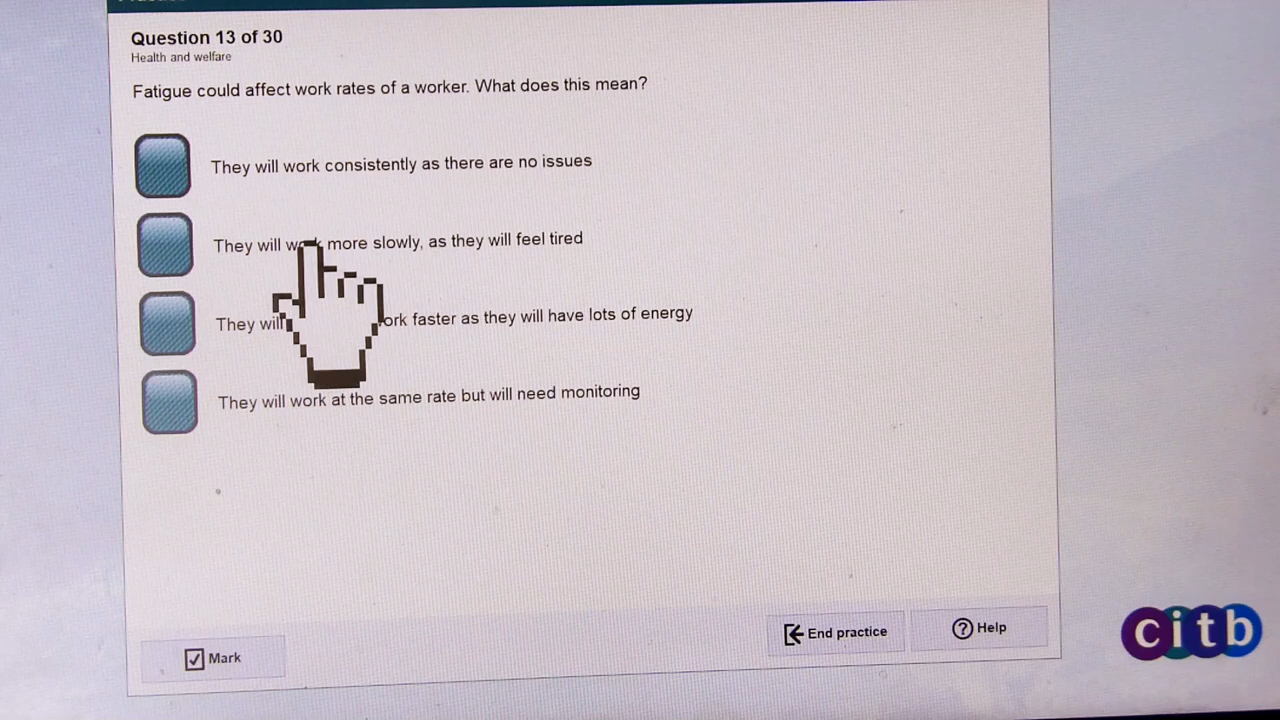 Question 13 of 30
Health and welfare
Fatigue could affect work rates of a worker. What does this mean?
They will work consistently as there are no issues
They will more slowly, as they will feel tired
They will faster as they will have lots of energy
They will work at the same rate but will need monitoring
End practice
Help
Mark
citb